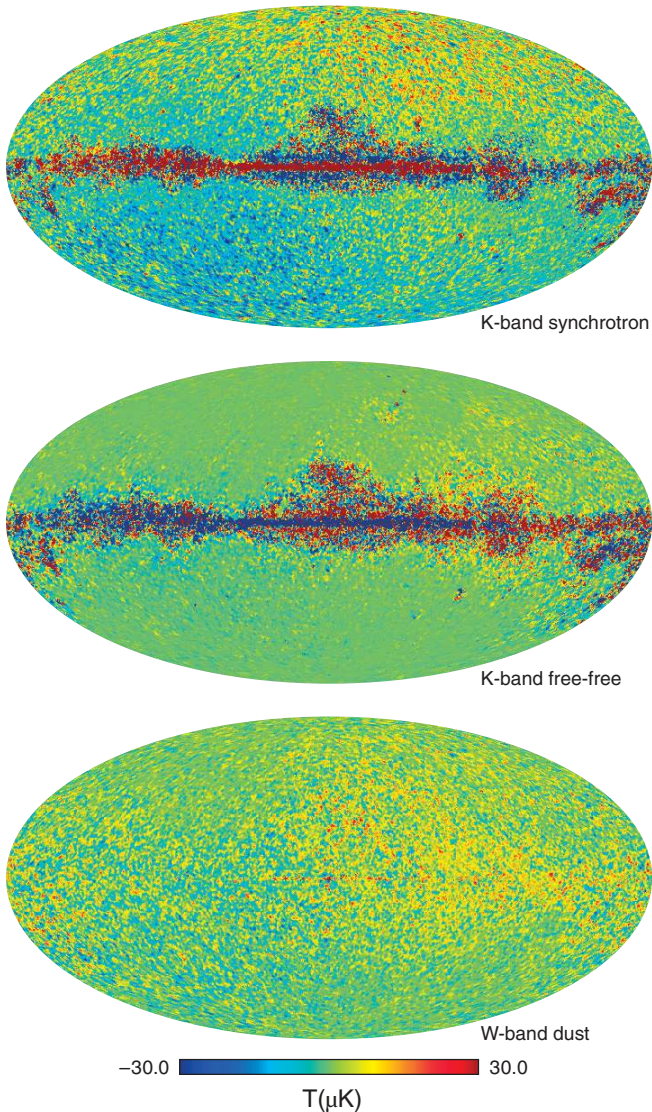 K-band synchrotron
K-band free-free
W-band dust
−30.0 30.0
T(μK)